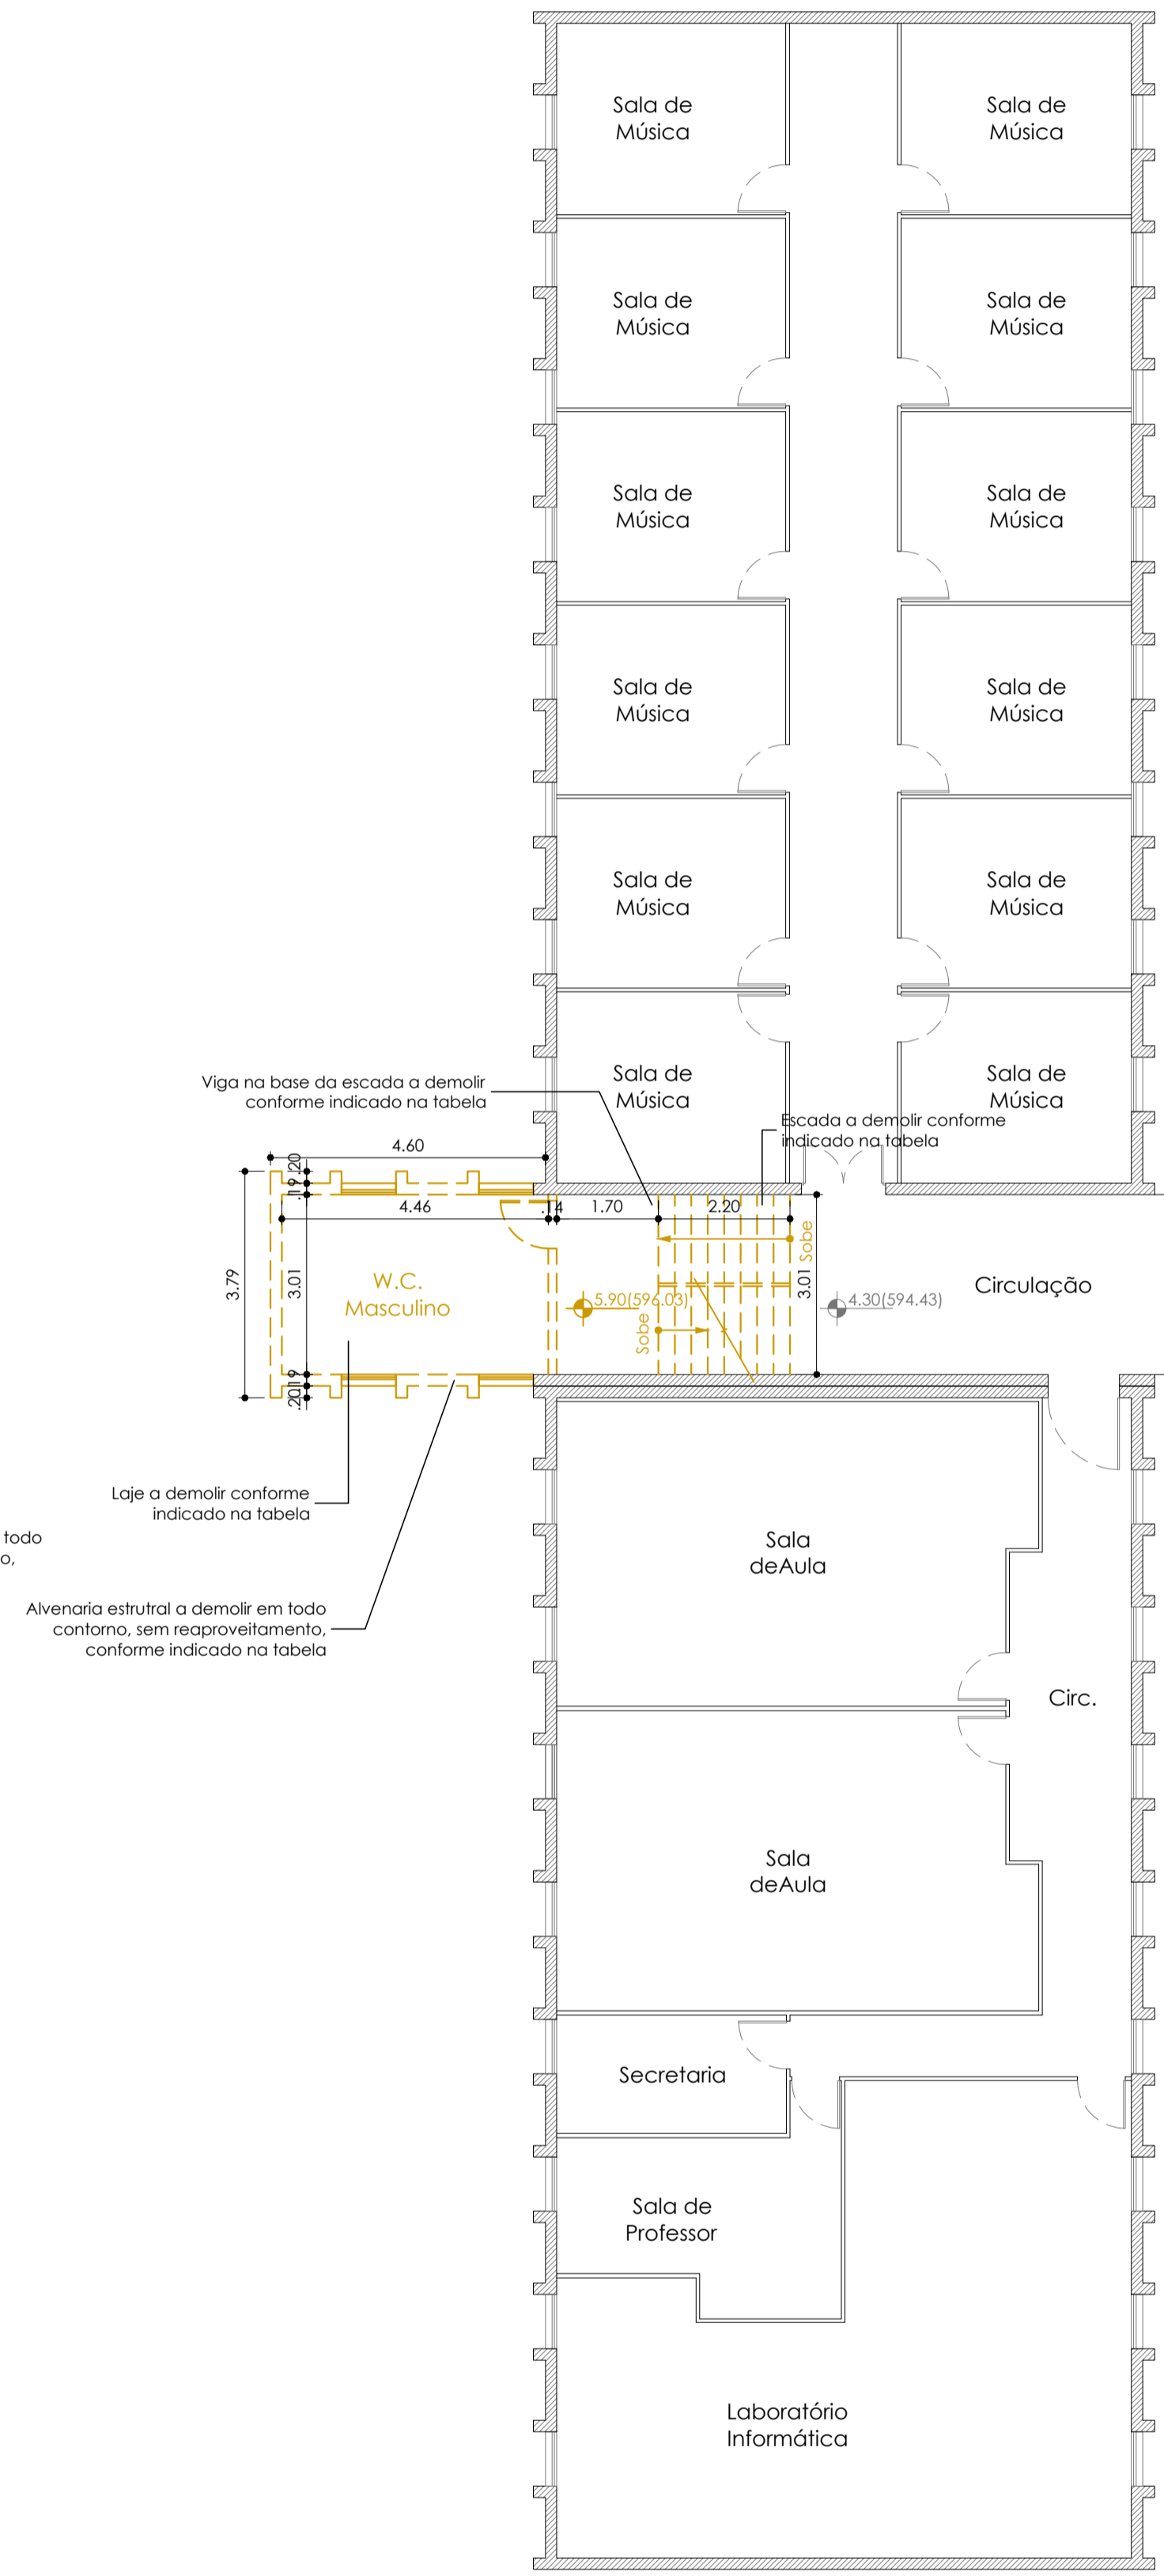 Sala de
Música
Sala de
Música
Sala de
Música
Sala de
Música
Sala de
Música
Sala de
Música
Sala de
Música
Sala de
Música
Sala de
Música
Sala de
Música
Viga na base da escada a demolir
conforme indicado na tabela
Sala de
Música
Sala de
Música
Escada a demolir conforme
indicado na tabela
4.60
.20
.19
4.46
.14
1.70
2.20
Sobe
3.79
3.01
W.C.
Masculino
5.90(596.03)
Sobe
3.01
4.30(594.43)
Circulação
.19
.20
Laje a demolir conforme
indicado na tabela
todo
o,
Sala
deAula
Alvenaria estrutral a demolir em todo
contorno, sem reaproveitamento,
conforme indicado na tabela
Circ.
Sala
deAula
Secretaria
Sala de
Professor
Laboratório
Informática